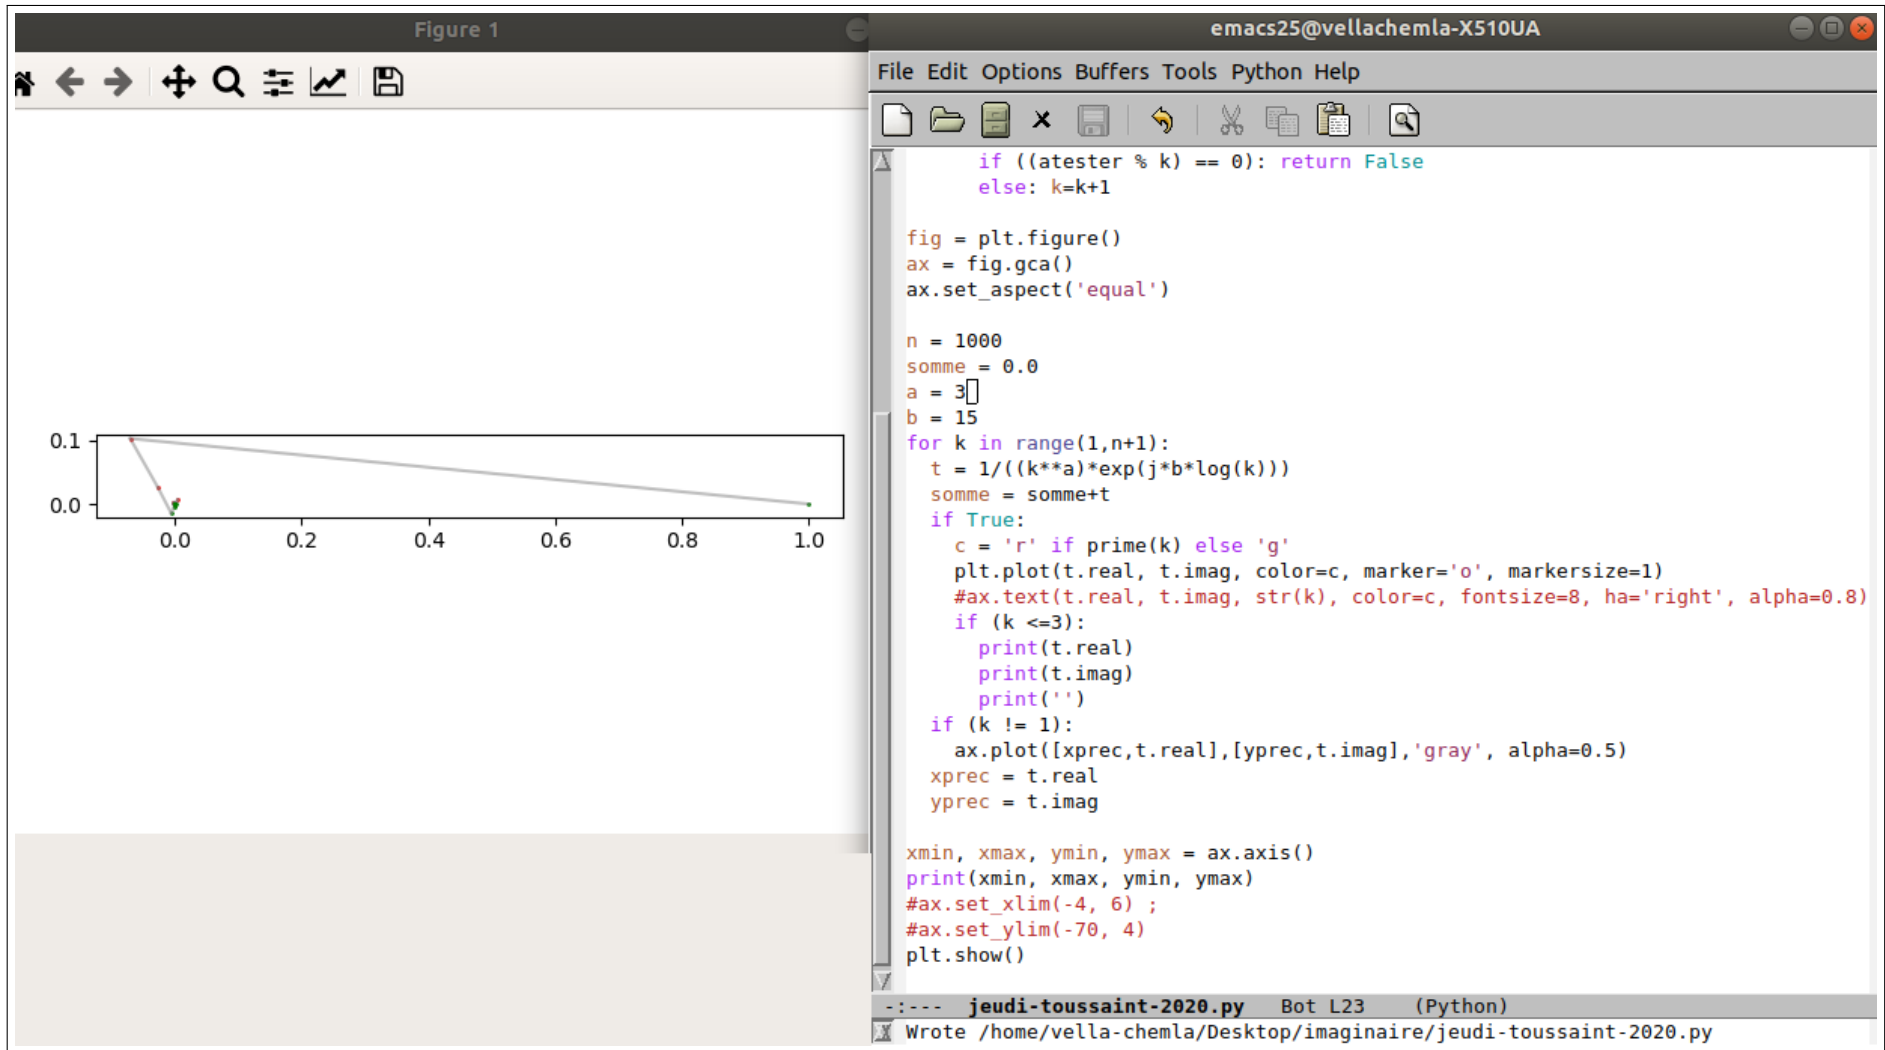 Figure 1
0.1
0.0
0.0 0.2 0.4 0.6 0.8 1.0
emacs25@vellachemla-X510UA
File Edit Options Buffers Tools Python Help
if ((atester % k) == 0): return False
else: k=k+1
fig = plt.figure()
ax = fig.gca()
ax.set_aspect('equal')
n = 1000
somme = 0.0
a = 3
b = 15
for k in range(1,n+1):
t = 1/((k**a)*exp(j*b*log(k)))
somme = somme+t
if True:
c = 'r' if prime(k) else 'g'
plt.plot(t.real, t.imag, color=c, marker='o', markersize=1)
#ax.text(t.real, t.imag, str(k), color=c, fontsize=8, ha='right', alpha=0.8)
if (k <=3):
print(t.real)
print(t.imag)
print('')
if (k != 1):
ax.plot([xprec,t.real],[yprec,t.imag],'gray', alpha=0.5)
xprec = t.real
yprec = t.imag
xmin, xmax, ymin, ymax = ax.axis()
print(xmin, xmax, ymin, ymax)
#ax.set_xlim(-4, 6) ;
#ax.set_ylim(-70, 4)
plt.show()
-:--- jeudi-toussaint-2020.py Bot L23 (Python)
Wrote /home/vella-chemla/Desktop/imaginaire/jeudi-toussaint-2020.py